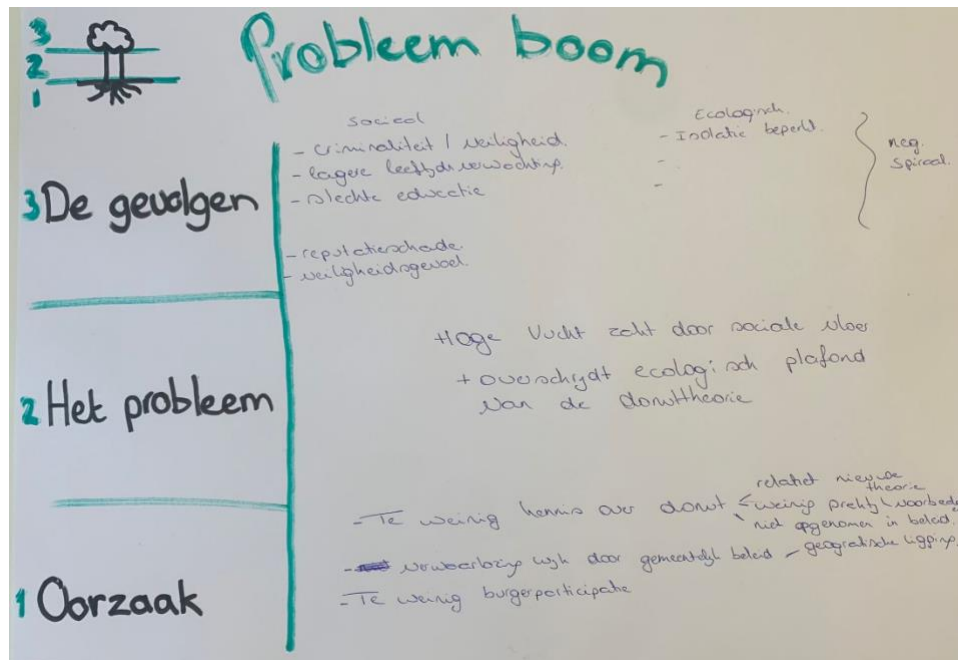 3
2
1
Probleem boom
3 De gevolgen
sociaal
- criminaliteit / veiligheid.
- lagere leeftijdsverwachting.
- slechte educatie
- reputatieschade
- veiligheidsgevoel.
Ecologisch.
- Isolatie beperkt.
-
-
neg.
spiraal.
2 Het probleem
Hoge Vucht zakt door sociale vloer
+ overschrijdt ecologisch plafond
van de donuttheorie
1 Oorzaak
- Te weinig kennis over donut
relatief nieuwe
theorie
weinig praktijkvoorbeelden
niet opgenomen in beleid.
- verwaarlozing wijk door gemeentelijk beleid - geografische ligging.
- Te weinig burgerparticipatie